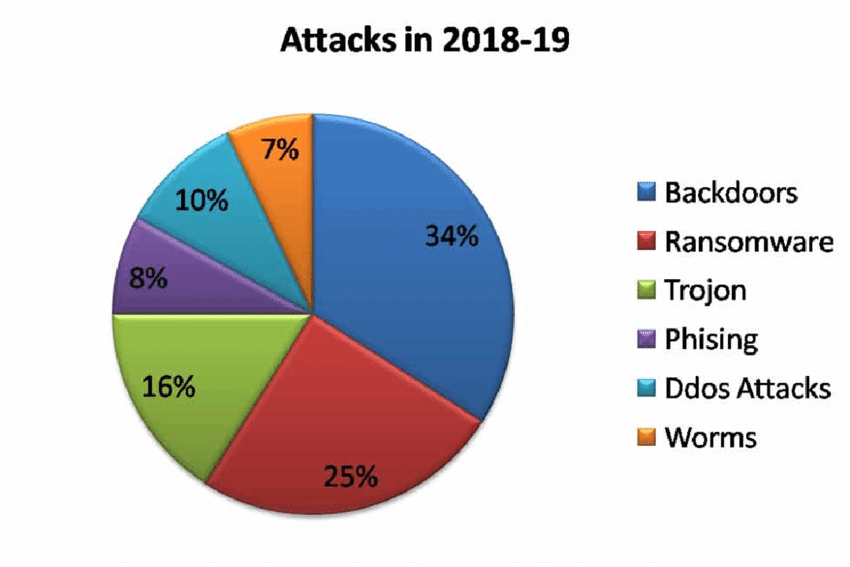 Attacks in 2018-19
7%
10%
34%
8%
16%
25%
Backdoors
Ransomware
Trojon
Phising
Ddos Attacks
Worms